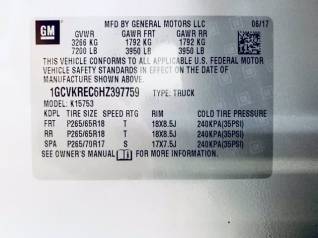 GM
MFD BY GENERAL MOTORS LLC 06/17
GVWR GAWR FRT GAWR RR
3266 KG 1792 KG 1792 KG
7200 LB 3950 LB 3950 LB
THIS VEHICLE CONFORMS TO ALL APPLICABLE U.S. FEDERAL MOTOR
VEHICLE SAFETY STANDARDS IN EFFECT ON THE DATE OF
MANUFACTURE SHOWN ABOVE.
1GCVKREC6HZ397759 TYPE: TRUCK
MODEL: K15753
KDPL TIRE SIZE SPEED RTG RIM COLD TIRE PRESSURE
FRT P265/65R18 T 18X8.5J 240KPA(35PSI)
RR P265/65R18 T 18X8.5J 240KPA(35PSI)
SPA P265/70R17 S 17X7.5J 240KPA(35PSI)
SEE OWNER'S MANUAL FOR MORE INFORMATION.